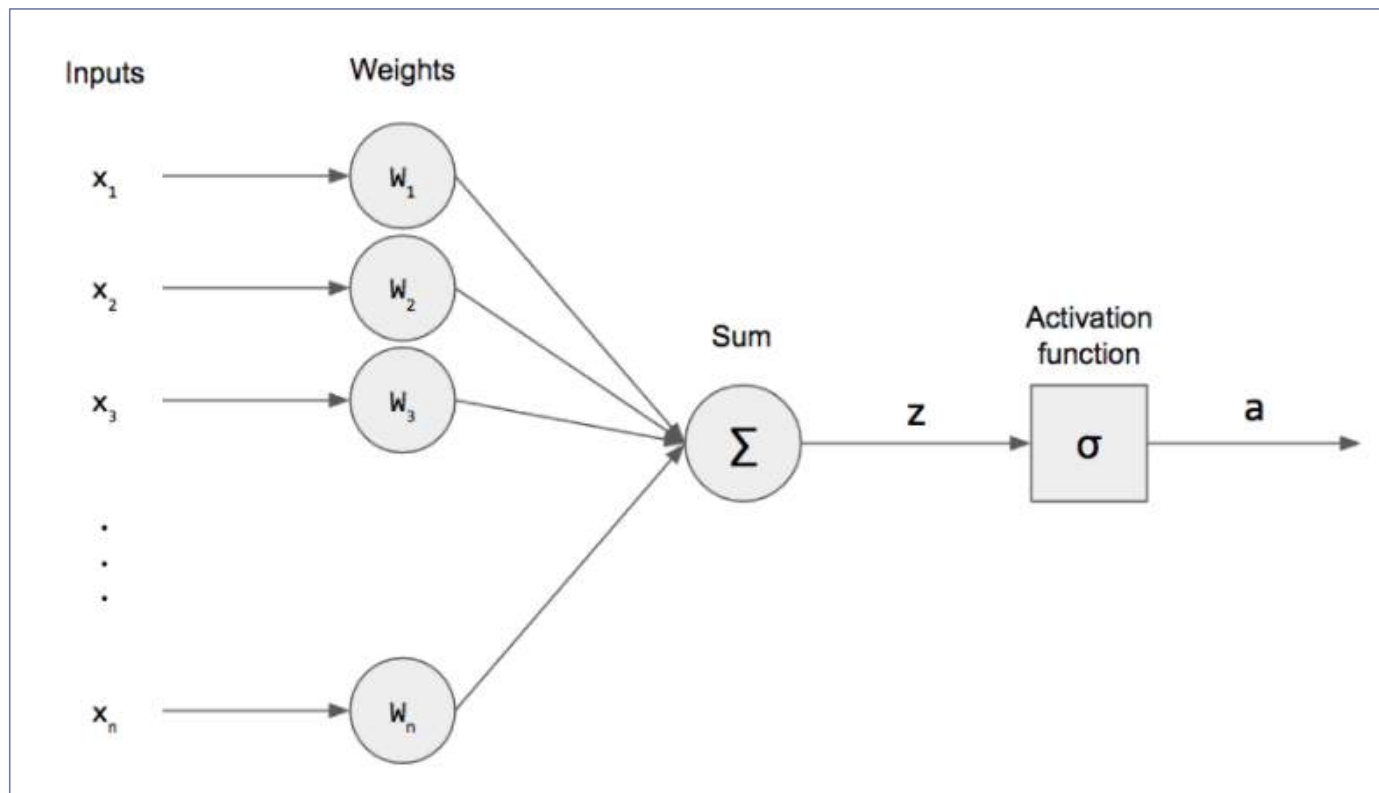 Inputs
Weights
x₁
W₁
x₂
W₂
x₃
W₃
Sum
Activation
function
Σ
z
σ
a
.
.
.
xₙ
Wₙ